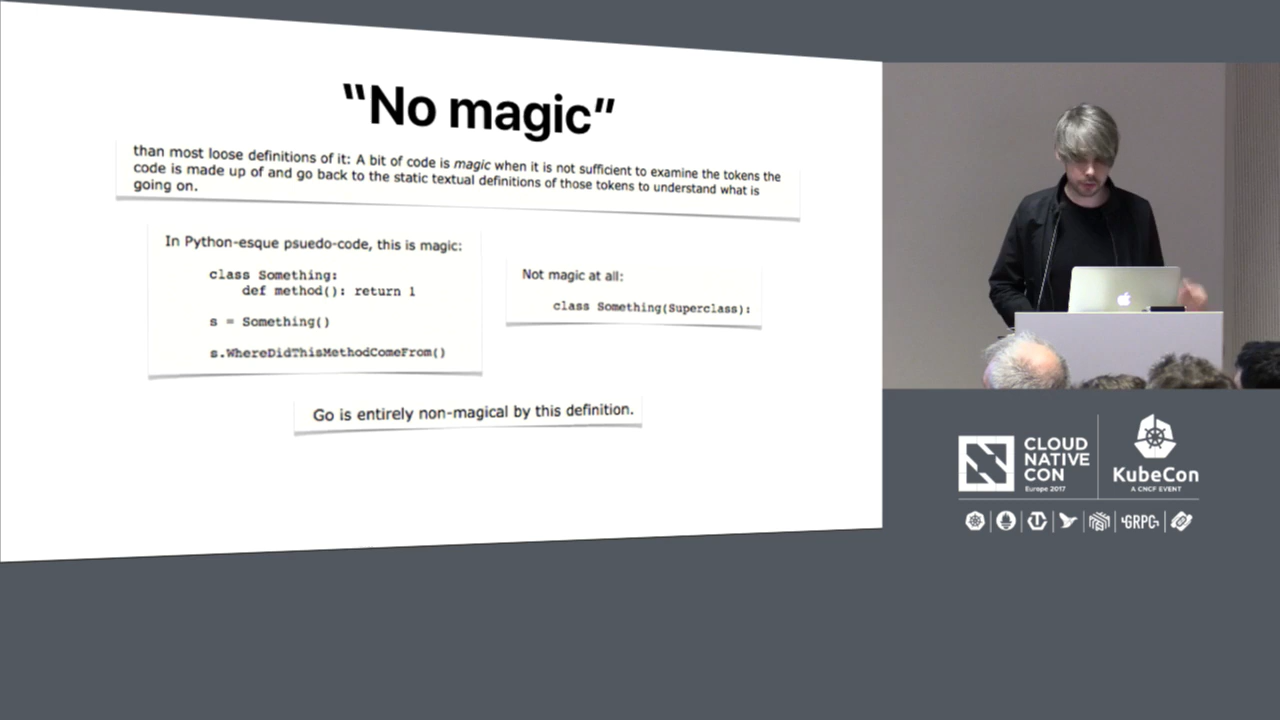 “No magic”
than most loose definitions of it: A bit of code is magic when it is not sufficient to examine the tokens the
code is made up of and go back to the static textual definitions of those tokens to understand what is
going on.
In Python-esque psuedo-code, this is magic:
class Something:
def method(): return 1
s = Something()
s.WhereDidThisMethodComeFrom()
Not magic at all:
class Something(Superclass):
Go is entirely non-magical by this definition.
CLOUD
NATIVE
CON
Europe 2017
KubeCon
A CNCF EVENT
GRPC